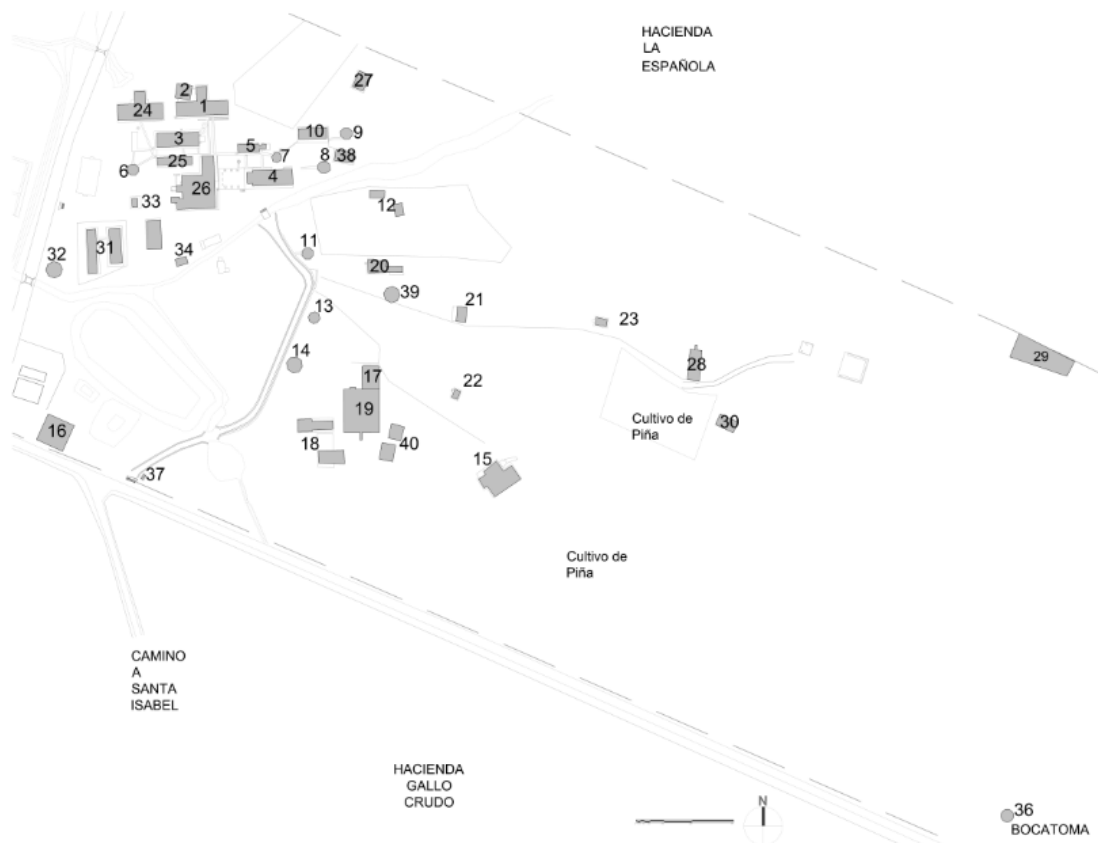 HACIENDA
LA
ESPAÑOLA
27
2
24
1
10
9
3
5
7
38
25
8
6
4
26
33
12
31
11
34
32
20
39
21
13
23
14
28
17
22
29
19
Cultivo de
Piña
30
16
18
40
15
37
Cultivo de
Piña
CAMINO
A
SANTA
ISABEL
HACIENDA
GALLO
CRUDO
N
36
BOCATOMA